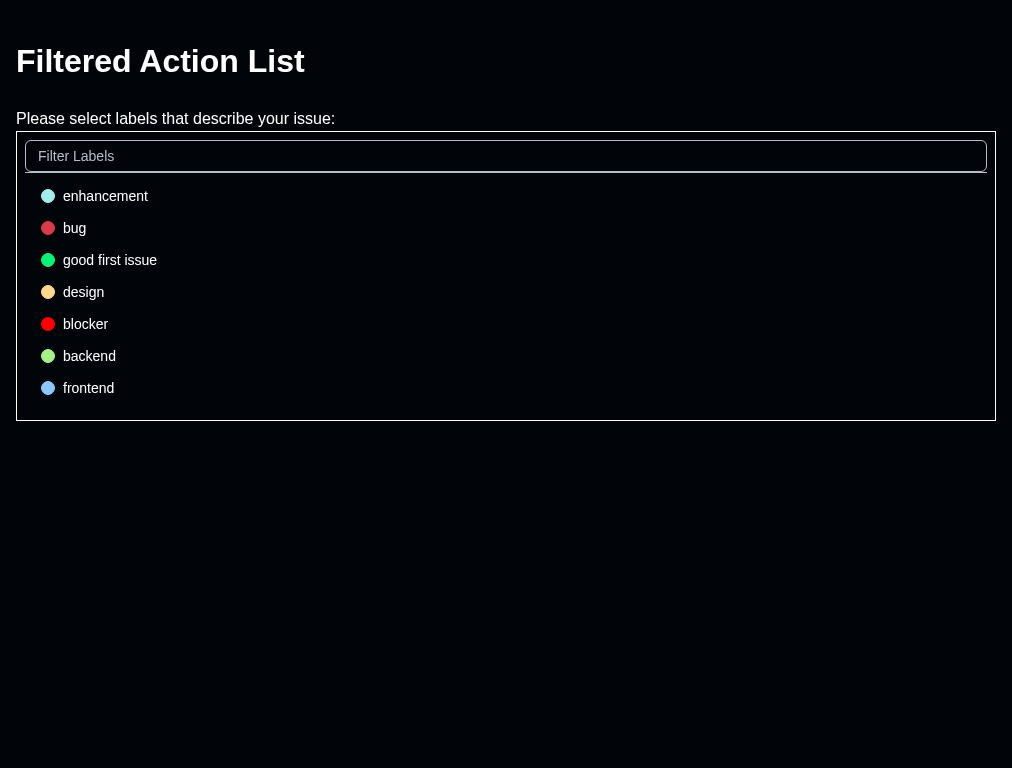 Filtered Action List
Please select labels that describe your issue:
Filter Labels
enhancement
bug
good first issue
design
blocker
backend
frontend